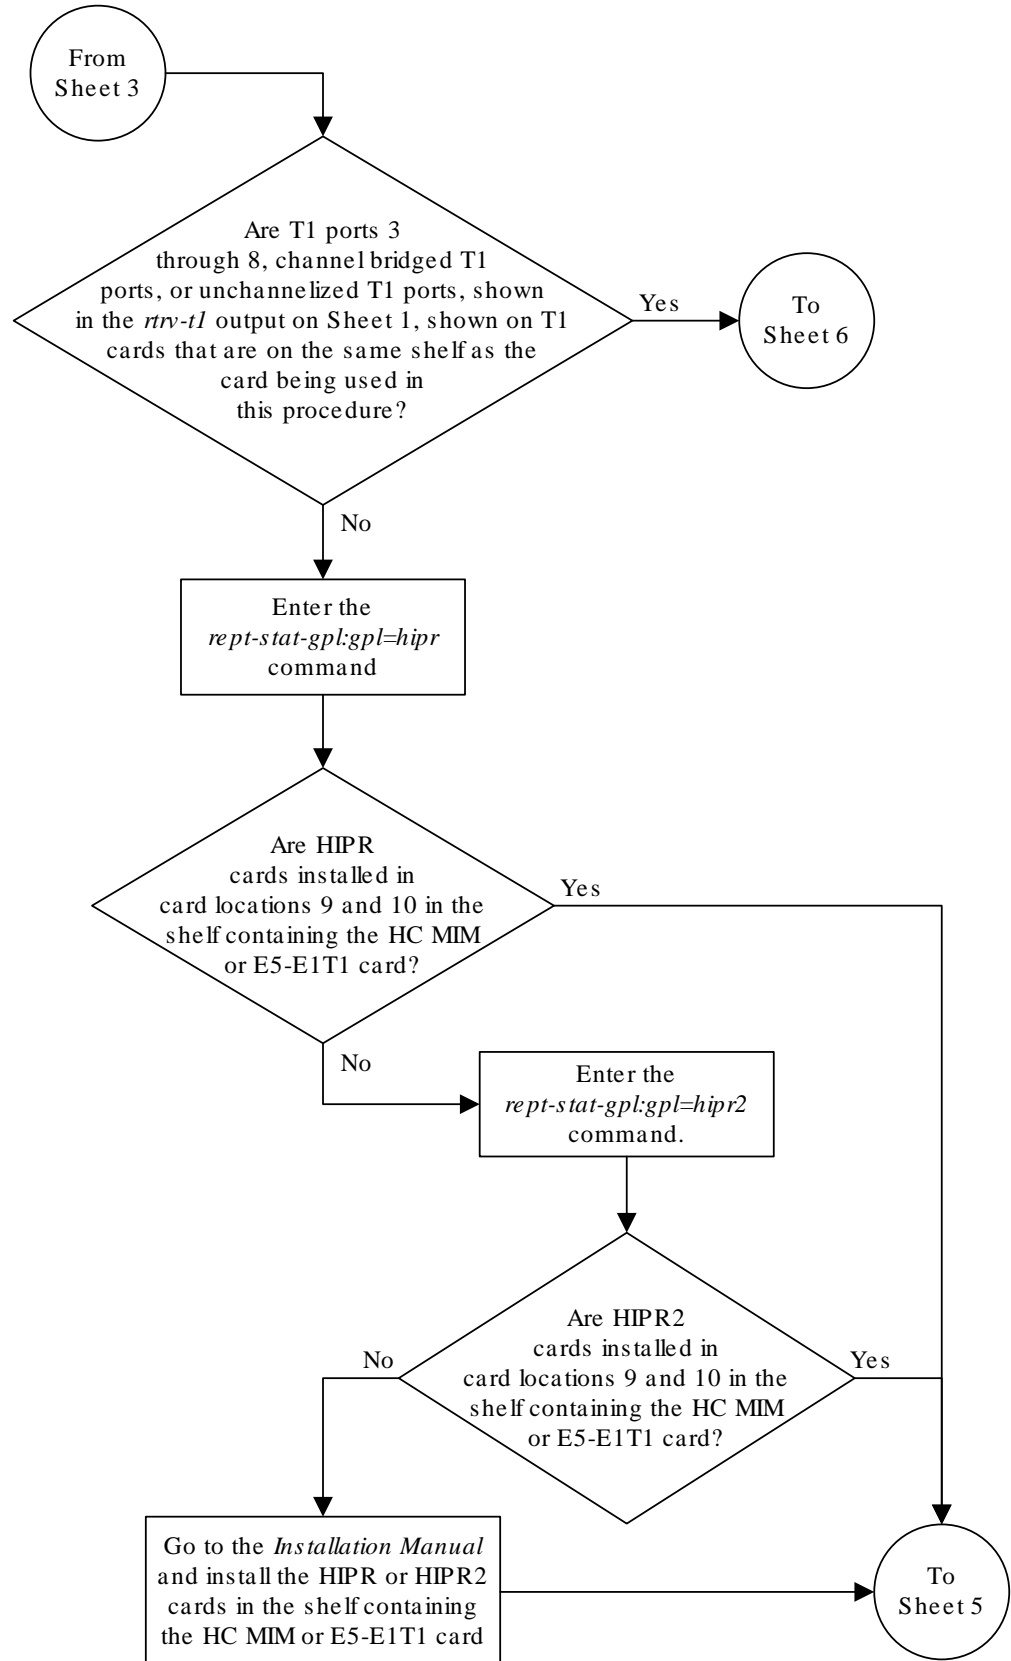 From
Sheet 3
Are T1 ports 3
through 8, channel bridged T1
ports, or unchannelized T1 ports, shown
in the rtrv-t1 output on Sheet 1, shown on T1
cards that are on the same shelf as the
card being used in
this procedure?
Yes
To
Sheet 6
No
Enter the
rept-stat-gpl:gpl=hipr
command
Are HIPR
cards installed in
card locations 9 and 10 in the
shelf containing the HC MIM
or E5-E1T1 card?
Yes
No
Enter the
rept-stat-gpl:gpl=hipr2
command.
Are HIPR2
cards installed in
card locations 9 and 10 in the
shelf containing the HC MIM
or E5-E1T1 card?
No
Yes
Go to the Installation Manual
and install the HIPR or HIPR2
cards in the shelf containing
the HC MIM or E5-E1T1 card
To
Sheet 5